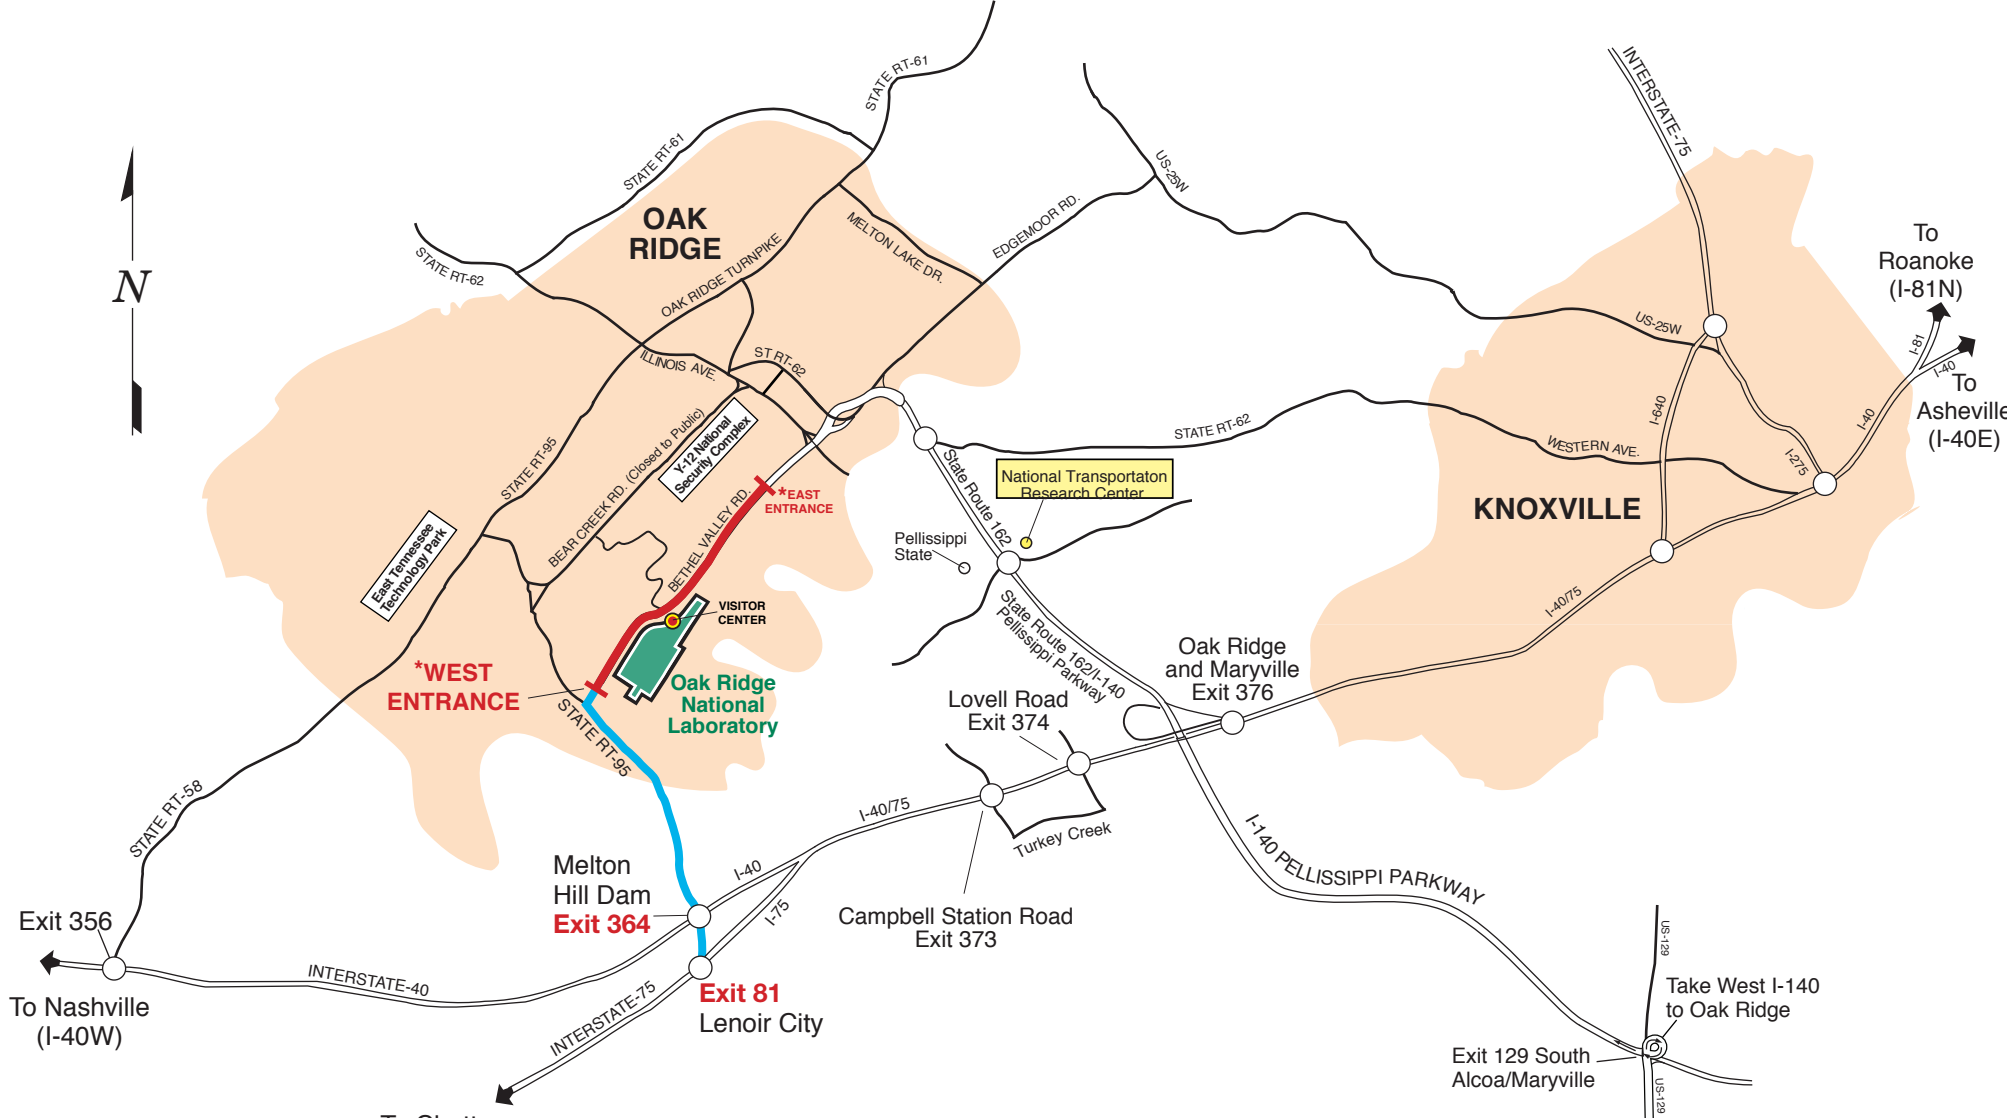 STATE RT-61
STATE RT-61
INTERSTATE-75
US-25W
OAK
RIDGE
MELTON LAKE DR.
EDGEMOOR RD.
STATE RT-62
OAK RIDGE TURNPIKE
N
To
Roanoke
(I-81N)
US-25W
I-81
I-40
To
Asheville
(I-40E)
ILLINOIS AVE.
ST RT-62
I-640
I-40
STATE RT-62
WESTERN AVE.
I-275
STATE RT-95
BEAR CREEK RD. (Closed to Public)
Y-12 National
Security Complex
State Route 162
National Transportaton
Research Center
*EAST
ENTRANCE
KNOXVILLE
BETHEL VALLEY RD.
East Tennessee
Technology Park
Pellissippi
State
VISITOR
CENTER
State Route 162/I-140
Pellissippi Parkway
I-40/75
*WEST
ENTRANCE
Oak Ridge
National
Laboratory
Oak Ridge
and Maryville
Exit 376
Lovell Road
Exit 374
STATE RT-95
STATE RT-58
I-40/75
Turkey Creek
I-140 PELLISSIPPI PARKWAY
Melton
Hill Dam
Exit 364
I-40
I-75
Campbell Station Road
Exit 373
Exit 356
INTERSTATE-40
To Nashville
(I-40W)
Exit 81
Lenoir City
INTERSTATE-75
US-129
Take West I-140
to Oak Ridge
Exit 129 South
Alcoa/Maryville
US-129